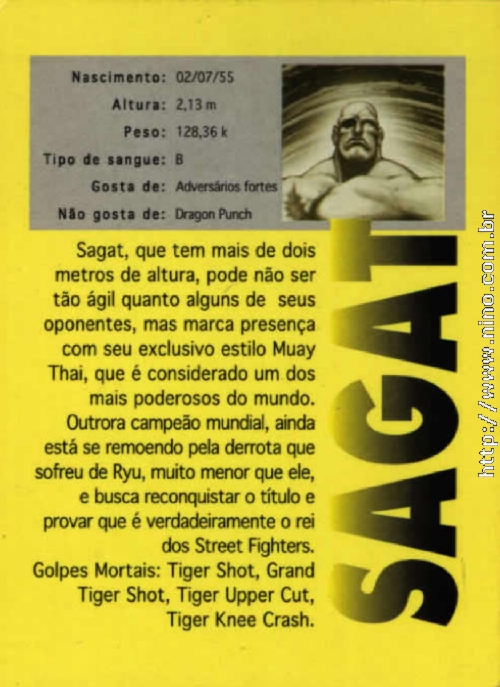 Nascimento: 02/07/55
Altura: 2,13 m
Peso: 128,36 k
Tipo de sangue: B
Gosta de: Adversários fortes
Não gosta de: Dragon Punch
Sagat, que tem mais de dois
metros de altura, pode não ser
tão ágil quanto alguns de seus
oponentes, mas marca presença
com seu exclusivo estilo Muay
Thai, que é considerado um dos
mais poderosos do mundo.
Outrora campeão mundial, ainda
está se remoendo pela derrota que
sofreu de Ryu, muito menor que ele,
e busca reconquistar o título e
provar que é verdadeiramente o rei
dos Street Fighters.
Golpes Mortais: Tiger Shot, Grand
Tiger Shot, Tiger Upper Cut,
Tiger Knee Crash.
SAGAT
http://www.nino.com.br